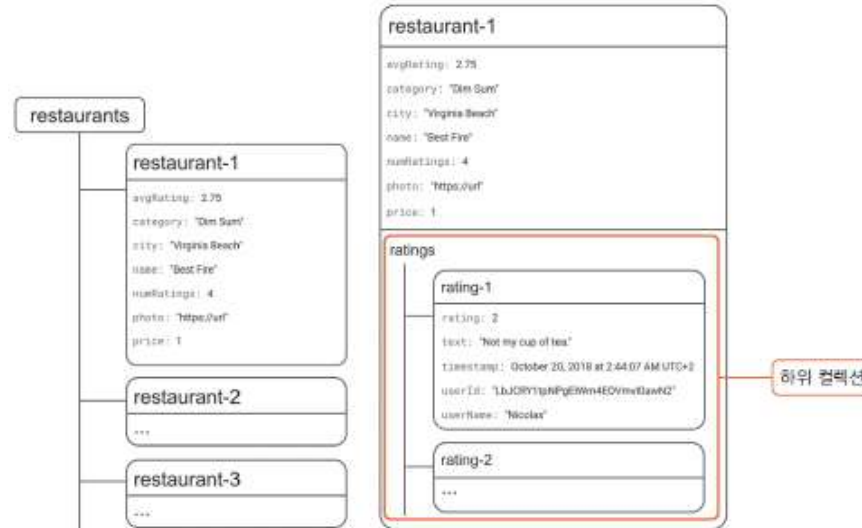 restaurants
restaurant-1
avgRating: 2.75
category: "Dim Sum"
city: "Virginia Beach"
name: "Best Fire"
numRatings: 4
photo: "https://url"
price: 1
restaurant-2
...
restaurant-3
...
restaurant-1
avgRating: 2.75
category: "Dim Sum"
city: "Virginia Beach"
name: "Best Fire"
numRatings: 4
photo: "https://url"
price: 1
ratings
rating-1
rating: 2
text: "Not my cup of tea."
timestamp: October 20, 2018 at 2:44:07 AM UTC+2
userId:
userName: "Nicolas"
rating-2
...
하위 컬렉션